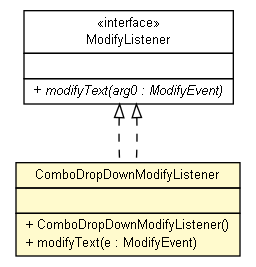 «interface»
ModifyListener
+ modifyText(arg0 : ModifyEvent)
ComboDropDownModifyListener
+ ComboDropDownModifyListener()
+ modifyText(e : ModifyEvent)